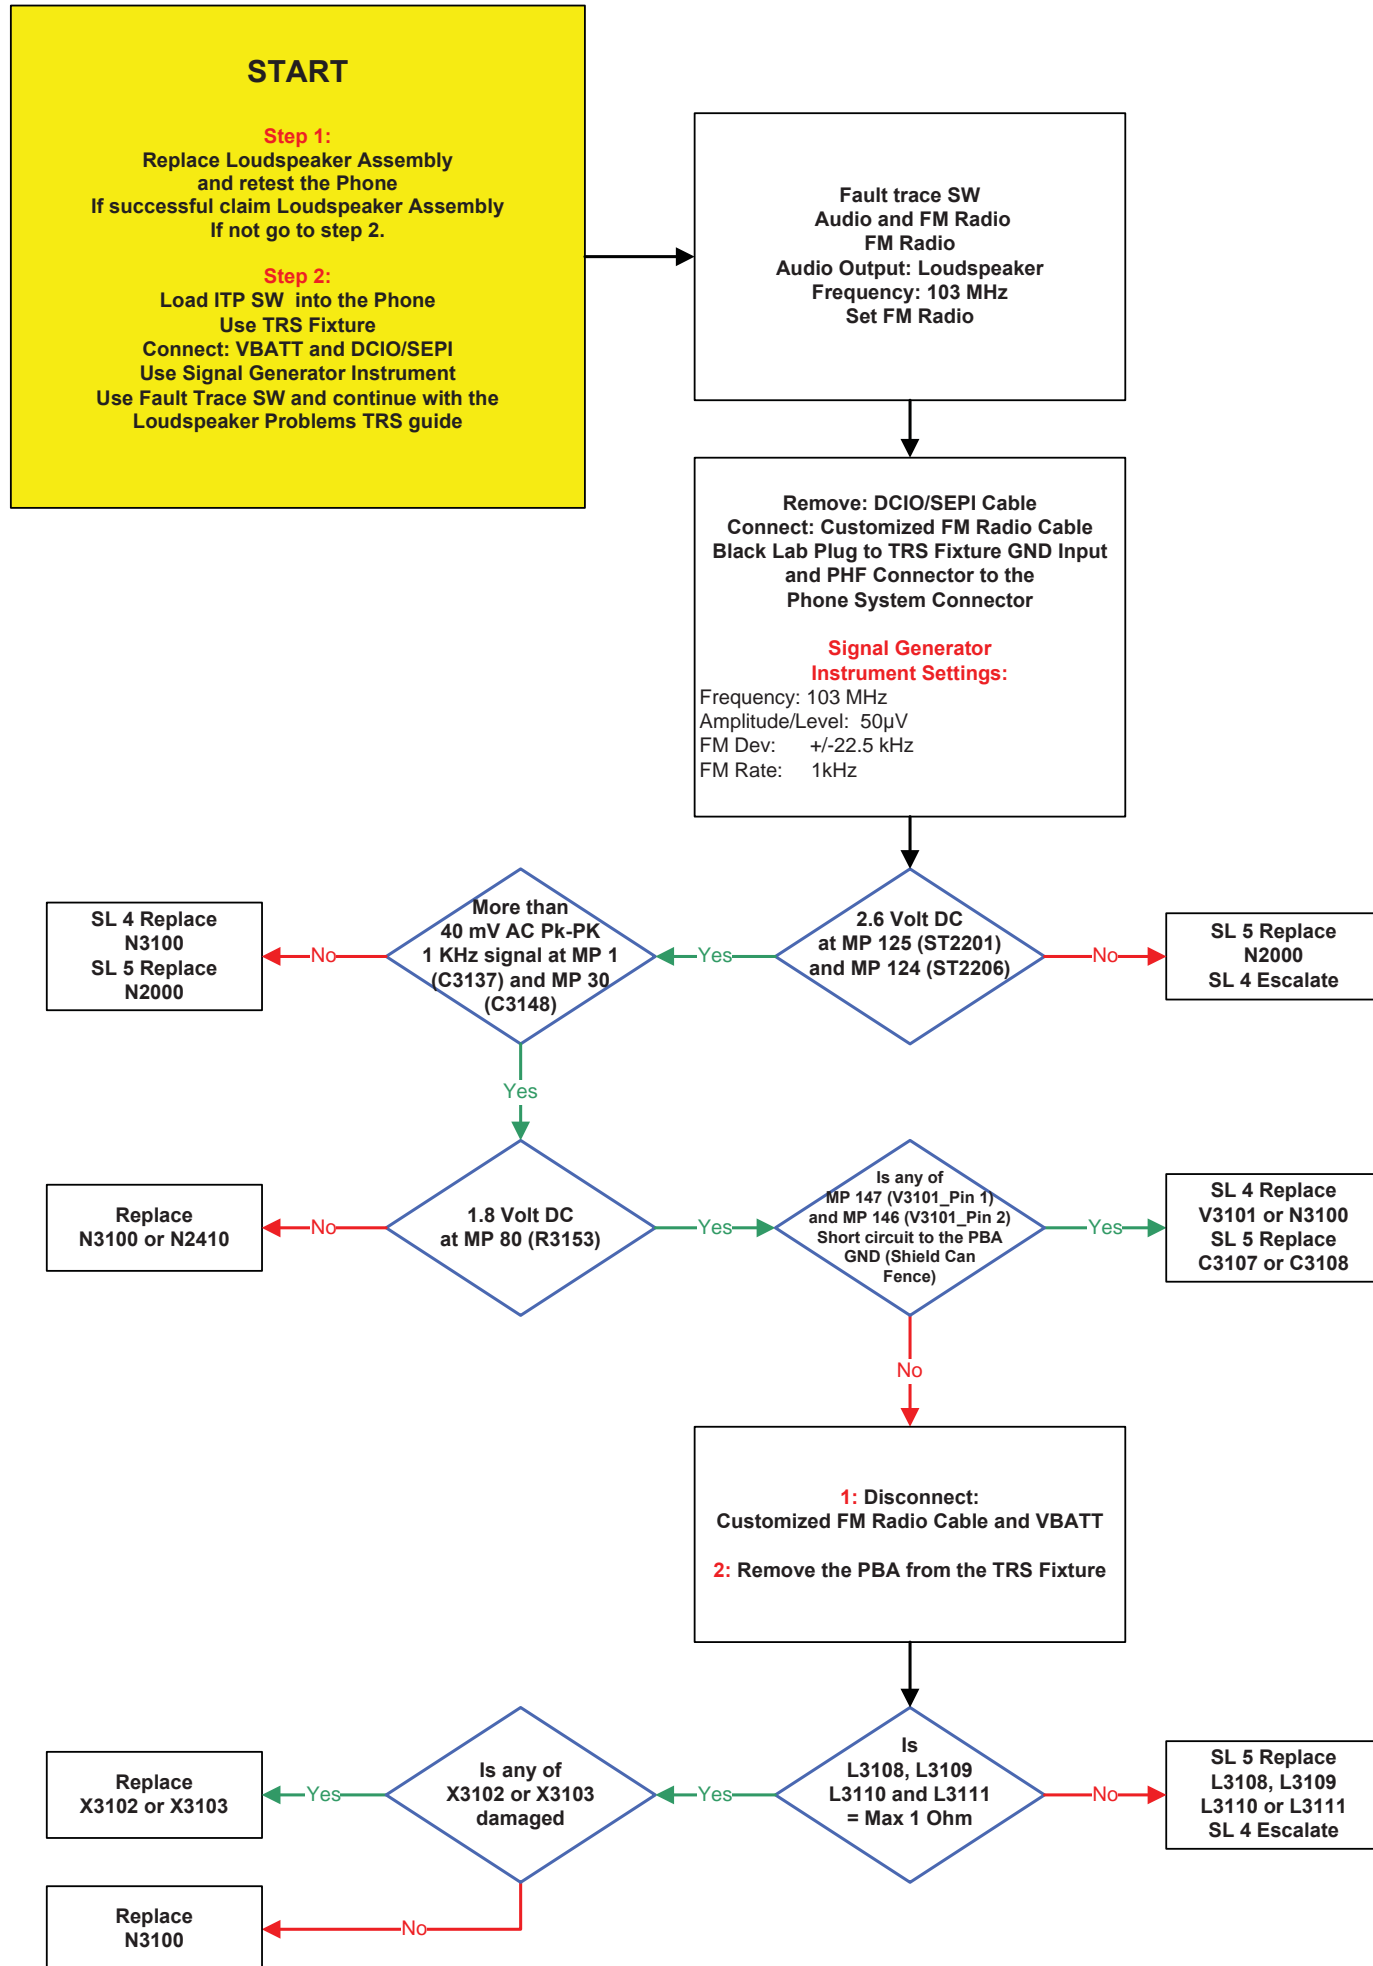 START
Step 1:
Replace Loudspeaker Assembly
and retest the Phone
If successful claim Loudspeaker Assembly
If not go to step 2.
Step 2:
Load ITP SW into the Phone
Use TRS Fixture
Connect: VBATT and DCIO/SEPI
Use Signal Generator Instrument
Use Fault Trace SW and continue with the
Loudspeaker Problems TRS guide
Fault trace SW
Audio and FM Radio
FM Radio
Audio Output: Loudspeaker
Frequency: 103 MHz
Set FM Radio
Remove: DCIO/SEPI Cable
Connect: Customized FM Radio Cable
Black Lab Plug to TRS Fixture GND Input
and PHF Connector to the
Phone System Connector
Signal Generator
Instrument Settings:
Frequency: 103 MHz
Amplitude/Level: 50µV
FM Dev: +/-22.5 kHz
FM Rate: 1kHz
2.6 Volt DC
at MP 125 (ST2201)
and MP 124 (ST2206)
No
SL 5 Replace
N2000
SL 4 Escalate
Yes
More than
40 mV AC Pk-PK
1 KHz signal at MP 1
(C3137) and MP 30
(C3148)
No
SL 4 Replace
N3100
SL 5 Replace
N2000
Yes
1.8 Volt DC
at MP 80 (R3153)
No
Replace
N3100 or N2410
Yes
Is any of
MP 147 (V3101_Pin 1)
and MP 146 (V3101_Pin 2)
Short circuit to the PBA
GND (Shield Can
Fence)
Yes
SL 4 Replace
V3101 or N3100
SL 5 Replace
C3107 or C3108
No
1: Disconnect:
Customized FM Radio Cable and VBATT
2: Remove the PBA from the TRS Fixture
Is
L3108, L3109
L3110 and L3111
= Max 1 Ohm
No
SL 5 Replace
L3108, L3109
L3110 or L3111
SL 4 Escalate
Yes
Is any of
X3102 or X3103
damaged
Yes
Replace
X3102 or X3103
No
Replace
N3100